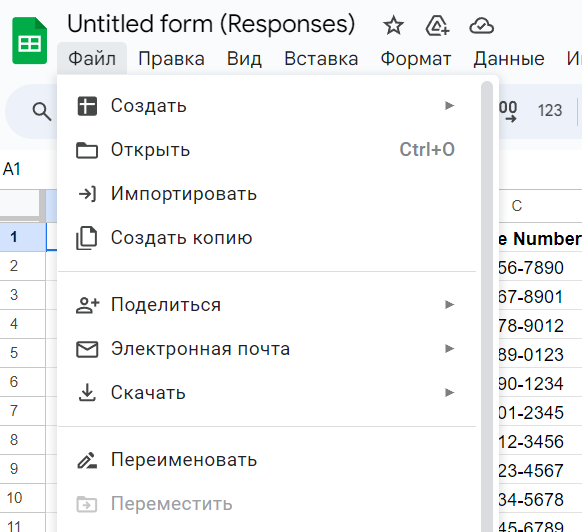 Untitled form (Responses)
Файл Правка Вид Вставка Формат Данные
Создать
00 123
Открыть Ctrl+O
A1
Импортировать
C
Создать копию
1 e Number
2 56-7890
3 67-8901
Поделиться
4 78-9012
Электронная почта
5 89-0123
6 90-1234
Скачать
7 01-2345
8 12-3456
Переименовать
9 23-4567
10 34-5678
Переместить
11 45-6789